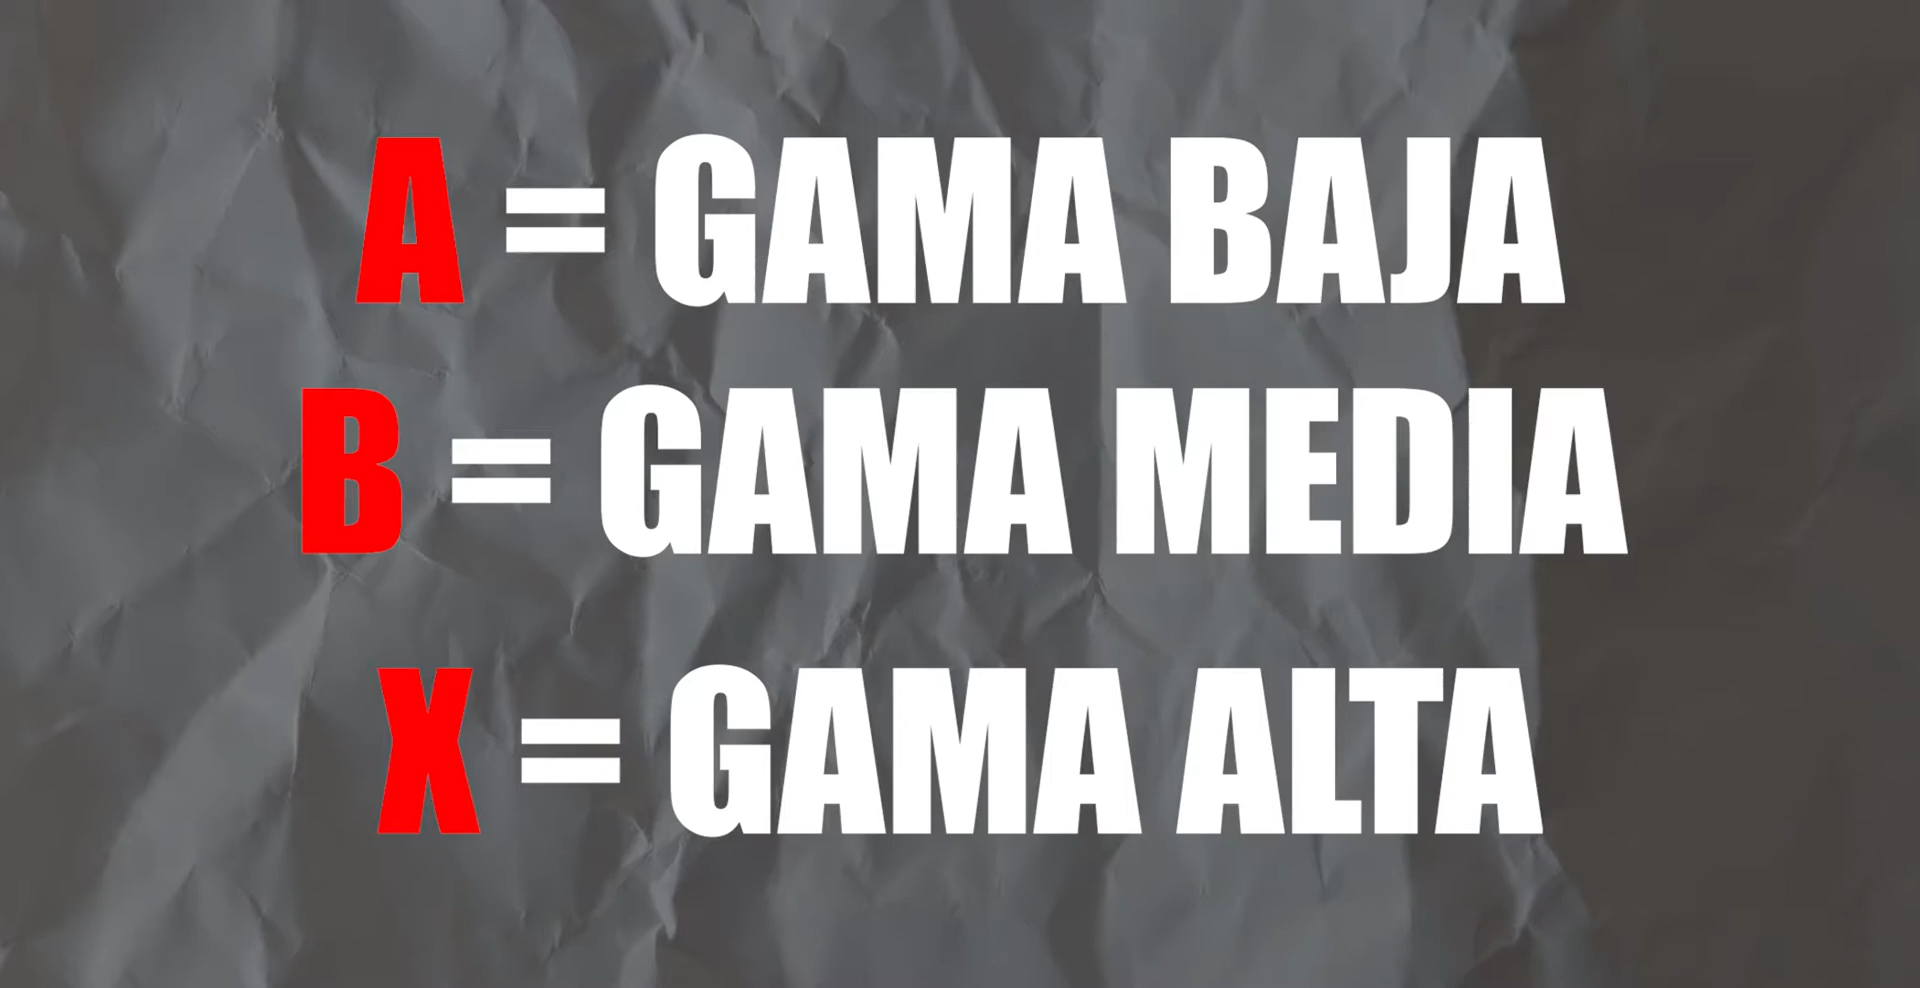 A = GAMA BAJA
B = GAMA MEDIA
X = GAMA ALTA